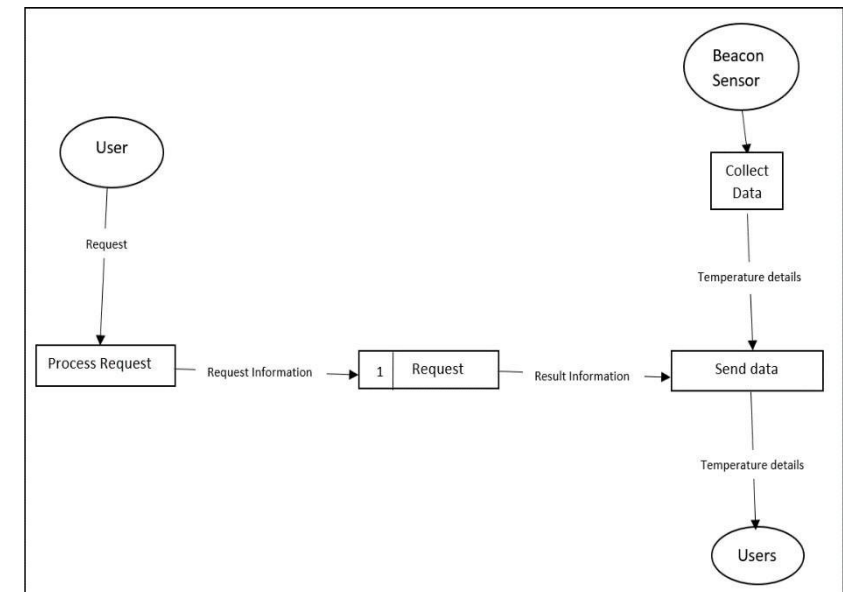 Beacon
Sensor
User
Collect
Data
Request
Temperature details
Process Request
Request Information
1 Request
Result Information
Send data
Temperature details
Users